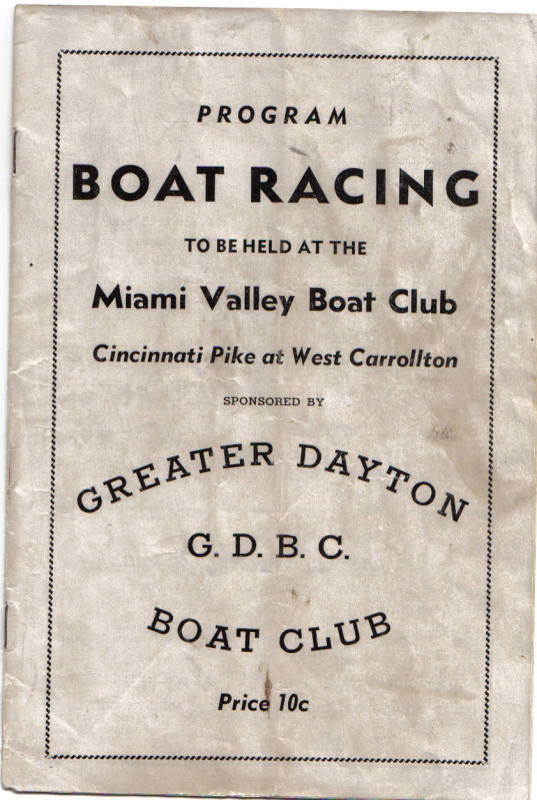 PROGRAM
BOAT RACING
TO BE HELD AT THE
Miami Valley Boat Club
Cincinnati Pike at West Carrollton
SPONSORED BY
GREATER DAYTON
G. D. B. C.
BOAT CLUB
Price 10c